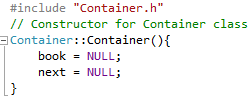 #include "Container.h"
// Constructor for Container class
Container::Container(){
    book = NULL;
    next = NULL;
}